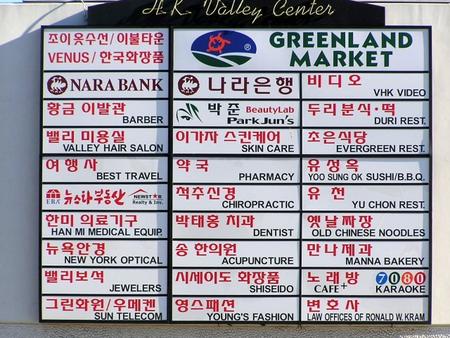 H.K. Valley Center
조이옷수선/이불타운
VENUS / 한국화장품
GREENLAND
MARKET
NARA BANK
나라은행
비디오
VHK VIDEO
황금 이발관
BARBER
박준 BeautyLab
ParkJun's
두리분식·떡
DURI REST.
밸리 미용실
VALLEY HAIR SALON
이가자 스킨케어
SKIN CARE
초은식당
EVERGREEN REST.
여행사
BEST TRAVEL
약국
PHARMACY
유성옥
YOO SUNG OK SUSHI/B.B.Q.
ERA 뉴스타부동산 NEWSTAR
Realty & Inv.
척추신경
CHIROPRACTIC
유천
YU CHON REST.
한미 의료기구
HAN MI MEDICAL EQUIP.
박태홍 치과
DENTIST
옛날짜장
OLD CHINESE NOODLES
뉴욕안경
NEW YORK OPTICAL
송 한의원
ACUPUNCTURE
만나제과
MANNA BAKERY
밸리보석
JEWELERS
시세이도 화장품
SHISEIDO
노래방 7080
CAFE+ KARAOKE
그린화원/우메켄
SUN TELECOM
영스패션
YOUNG'S FASHION
변호사
LAW OFFICES OF RONALD W. KRAM